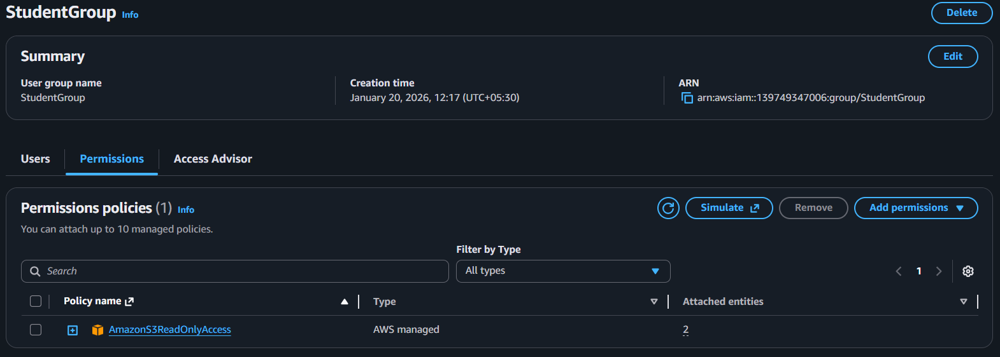 StudentGroup Info
Delete
Summary
Edit
User group name
StudentGroup
Creation time
January 20, 2026, 12:17 (UTC+05:30)
ARN
arn:aws:iam::139749347006:group/StudentGroup
Users
Permissions
Access Advisor
Permissions policies (1) Info
Simulate
Remove
Add permissions
You can attach up to 10 managed policies.
Filter by Type
Search
All types
1
Policy name
Type
Attached entities
AmazonS3ReadOnlyAccess
AWS managed
2